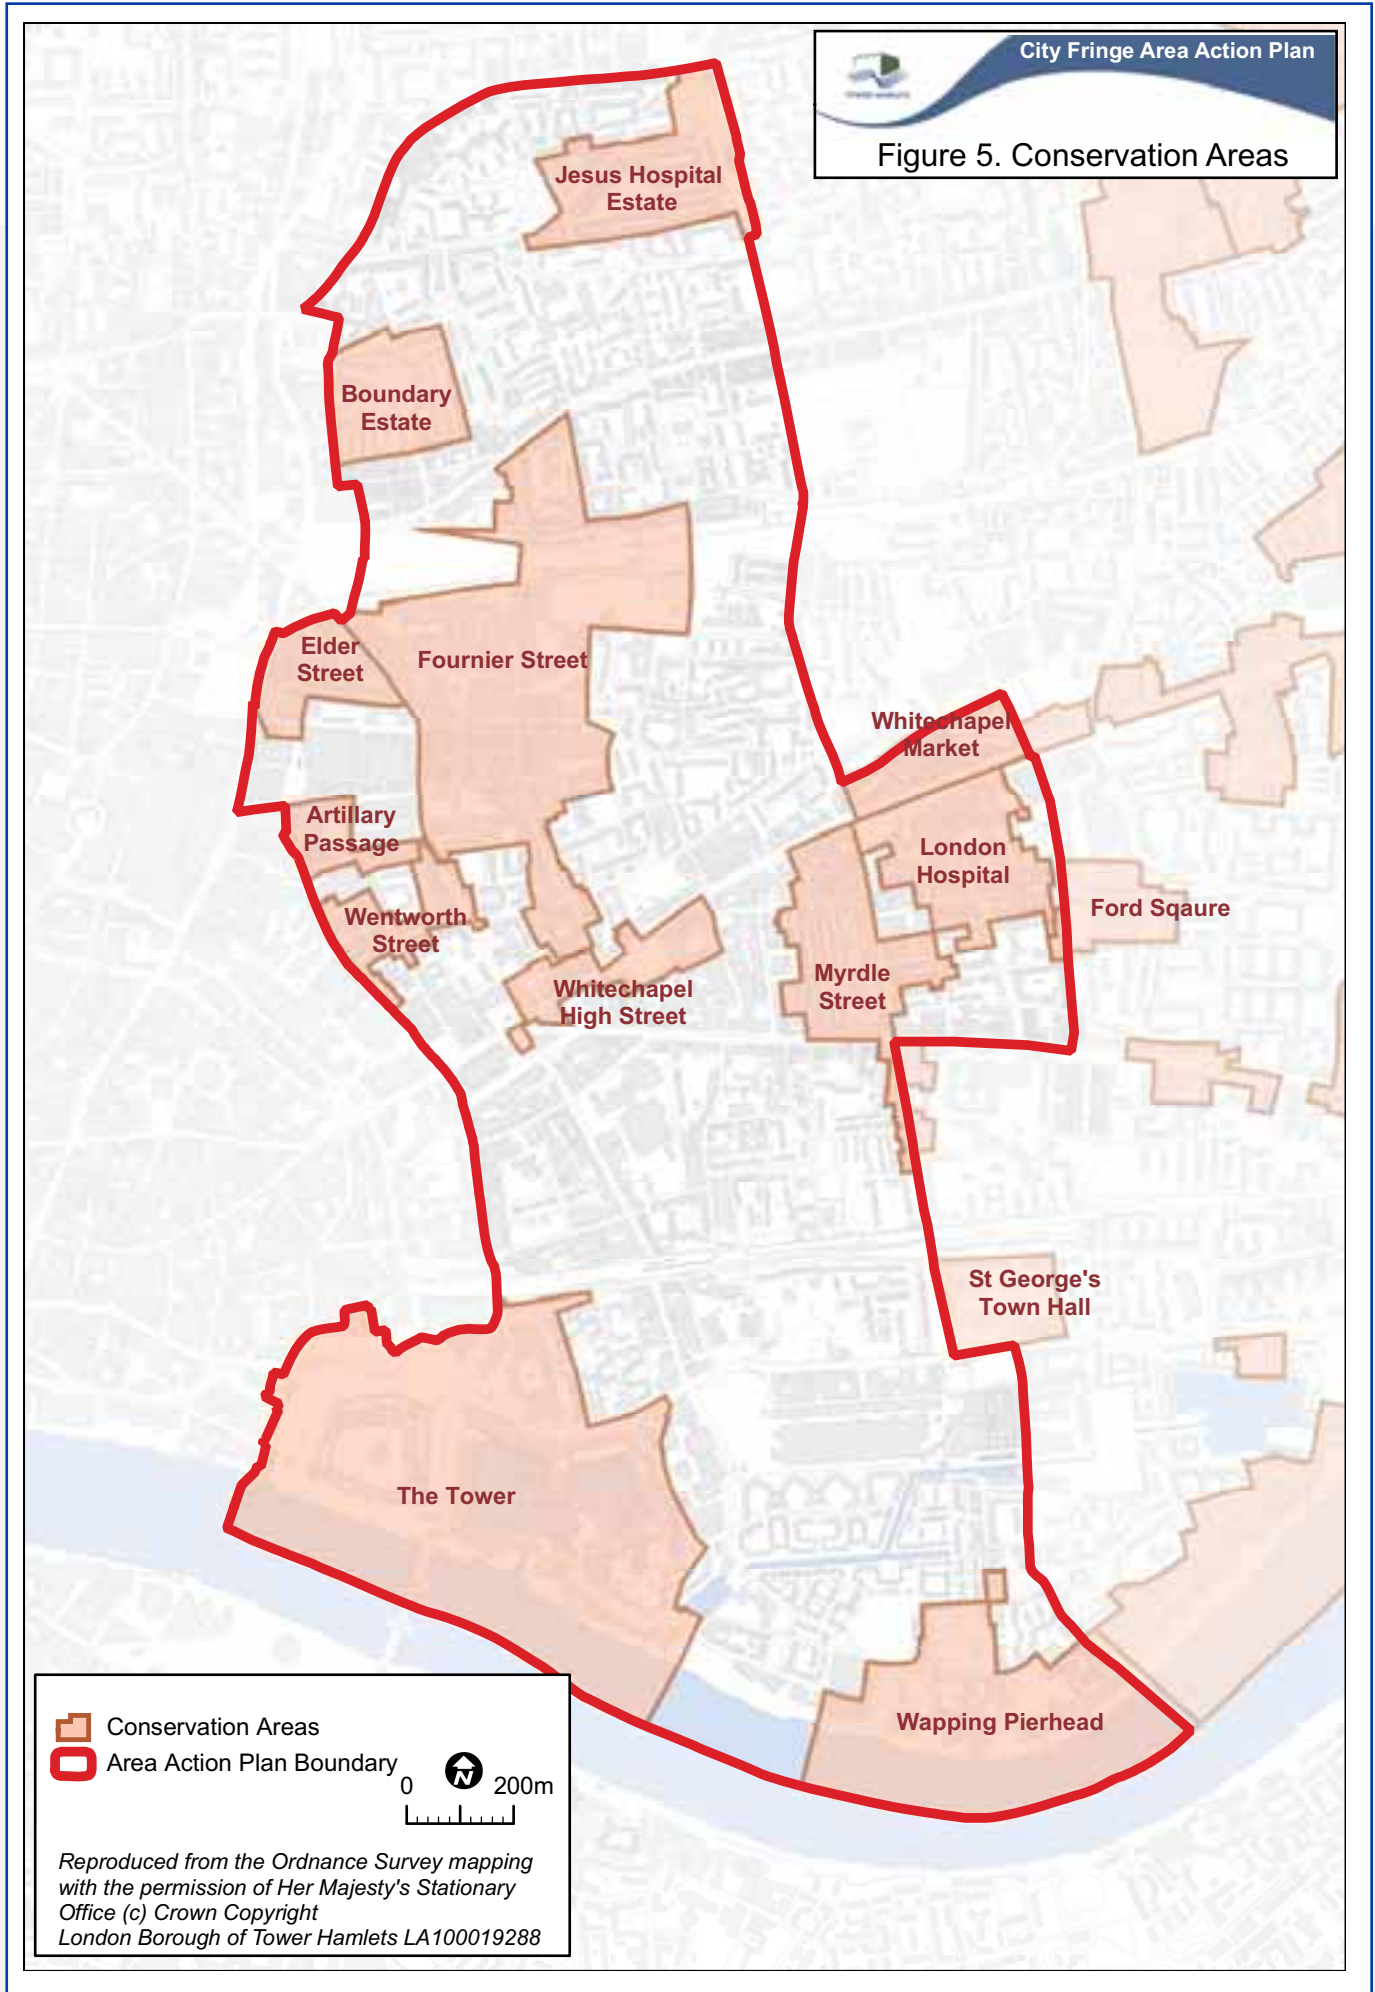 City Fringe Area Action Plan
Figure 5. Conservation Areas
Jesus Hospital
Estate
Boundary
Estate
Elder
Street
Fournier Street
Whitechapel
Market
Artillary
Passage
London
Hospital
Ford Sqaure
Wentworth
Street
Myrdle
Street
Whitechapel
High Street
St George's
Town Hall
The Tower
Wapping Pierhead
Conservation Areas
Area Action Plan Boundary
0 200m
N
Reproduced from the Ordnance Survey mapping
with the permission of Her Majesty's Stationary
Office (c) Crown Copyright
London Borough of Tower Hamlets LA100019288